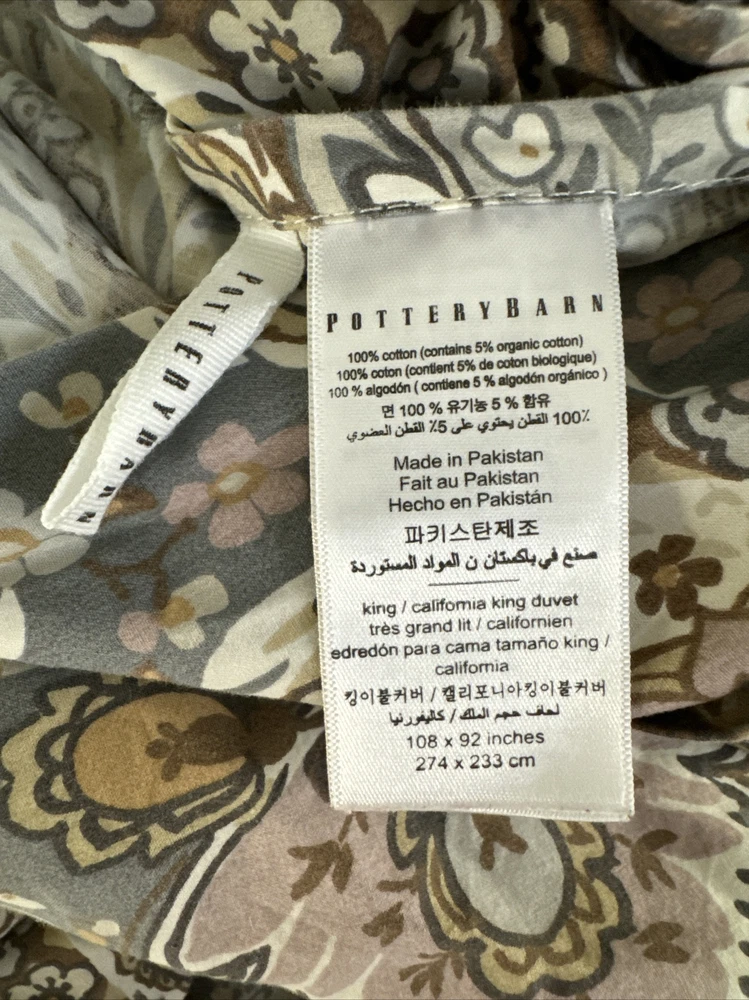 POTTERYBARN
POTTERYBARN
100% cotton (contains 5% organic cotton)
100% coton (contient 5% de coton biologique)
100 % algodón ( contiene 5 % algodón orgánico )
면 100 % 유기농 5 % 함유
100٪ القطن يحتوي على 5٪ القطن العضوي
Made in Pakistan
Fait au Pakistan
Hecho en Pakistán
파키스탄제조
صنع في باكستان ن المواد المستوردة
king / california king duvet
très grand lit / californien
edredón para cama tamaño king /
california
킹이불커버 / 캘리포니아킹이불커버
لحاف حجم الملك / كاليفورنيا
108 x 92 inches
274 x 233 cm